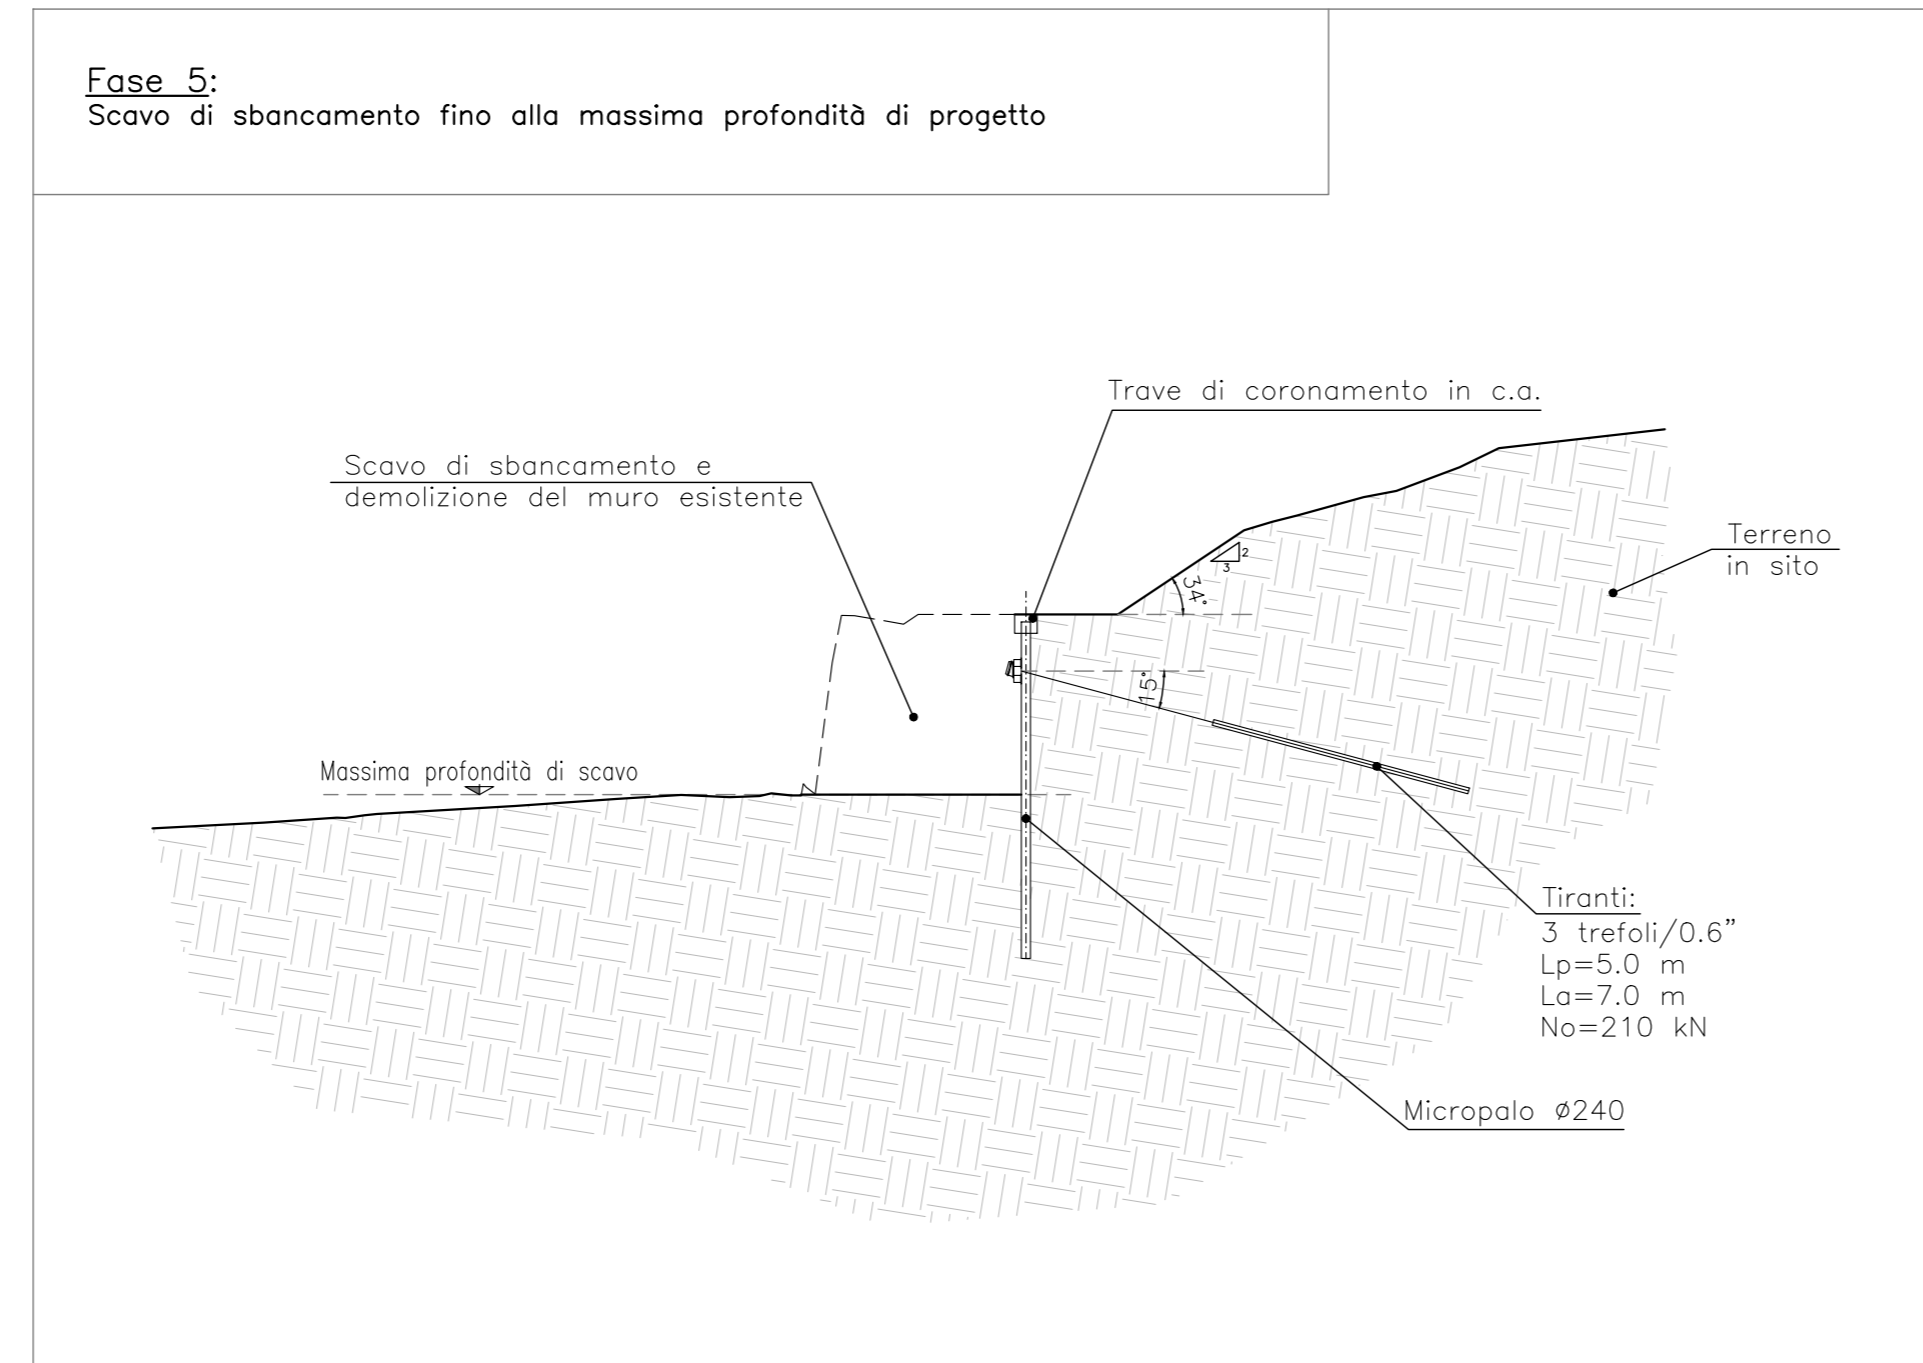 Fase 5:
Scavo di sbancamento fino alla massima profondità di progetto
Trave di coronamento in c.a.
Scavo di sbancamento e
demolizione del muro esistente
Terreno
in sito
2
3
34°
15°
Massima profondità di scavo
Tiranti:
3 trefoli/0.6”
Lp=5.0 m
La=7.0 m
No=210 kN
Micropalo ø240